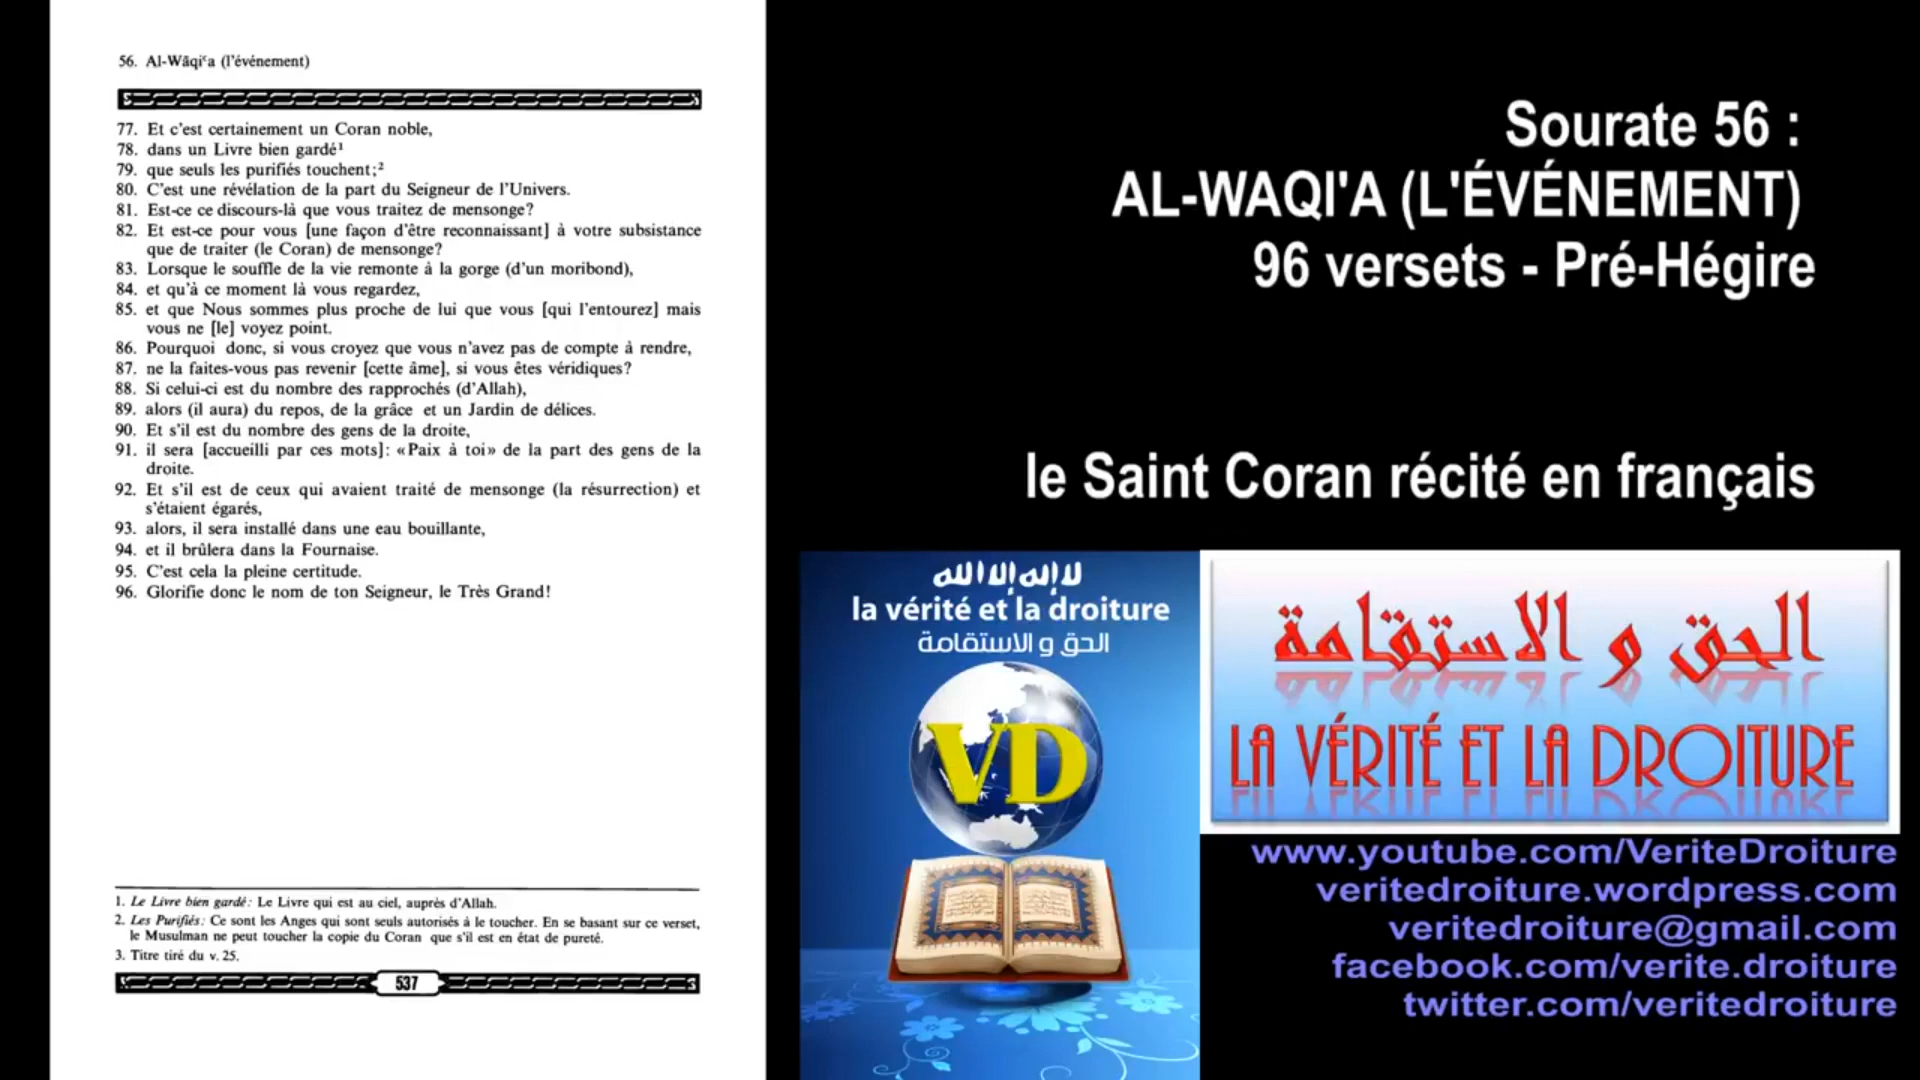 56. Al-Wāqiʿa (l'événement)
77. Et c'est certainement un Coran noble,
78. dans un Livre bien gardé¹
79. que seuls les purifiés touchent;²
80. C'est une révélation de la part du Seigneur de l'Univers.
81. Est-ce ce discours-là que vous traitez de mensonge?
82. Et est-ce pour vous [une façon d'être reconnaissant] à votre subsistance
que de traiter (le Coran) de mensonge?
83. Lorsque le souffle de la vie remonte à la gorge (d'un moribond),
84. et qu'à ce moment là vous regardez,
85. et que Nous sommes plus proche de lui que vous [qui l'entourez] mais
vous ne [le] voyez point.
86. Pourquoi donc, si vous croyez que vous n'avez pas de compte à rendre,
87. ne la faites-vous pas revenir [cette âme], si vous êtes véridiques?
88. Si celui-ci est du nombre des rapprochés (d'Allah),
89. alors (il aura) du repos, de la grâce et un Jardin de délices.
90. Et s'il est du nombre des gens de la droite,
91. il sera [accueilli par ces mots]: «Paix à toi» de la part des gens de la
droite.
92. Et s'il est de ceux qui avaient traité de mensonge (la résurrection) et
s'étaient égarés,
93. alors, il sera installé dans une eau bouillante,
94. et il brûlera dans la Fournaise.
95. C'est cela la pleine certitude.
96. Glorifie donc le nom de ton Seigneur, le Très Grand!
1. Le Livre bien gardé: Le Livre qui est au ciel, auprès d'Allah.
2. Les Purifiés: Ce sont les Anges qui sont seuls autorisés à le toucher. En se basant sur ce verset,
le Musulman ne peut toucher la copie du Coran que s'il est en état de pureté.
3. Titre tiré du v. 25.
537
Sourate 56 :
AL-WAQI'A (L'ÉVÉNEMENT)
96 versets - Pré-Hégire
le Saint Coran récité en français
لا إله إلا الله
la vérité et la droiture
الحق و الاستقامة
VD
الحق و الاستقامة
LA VÉRITÉ ET LA DROITURE
www.youtube.com/VeriteDroiture
veritedroiture.wordpress.com
veritedroiture@gmail.com
facebook.com/verite.droiture
twitter.com/veritedroiture